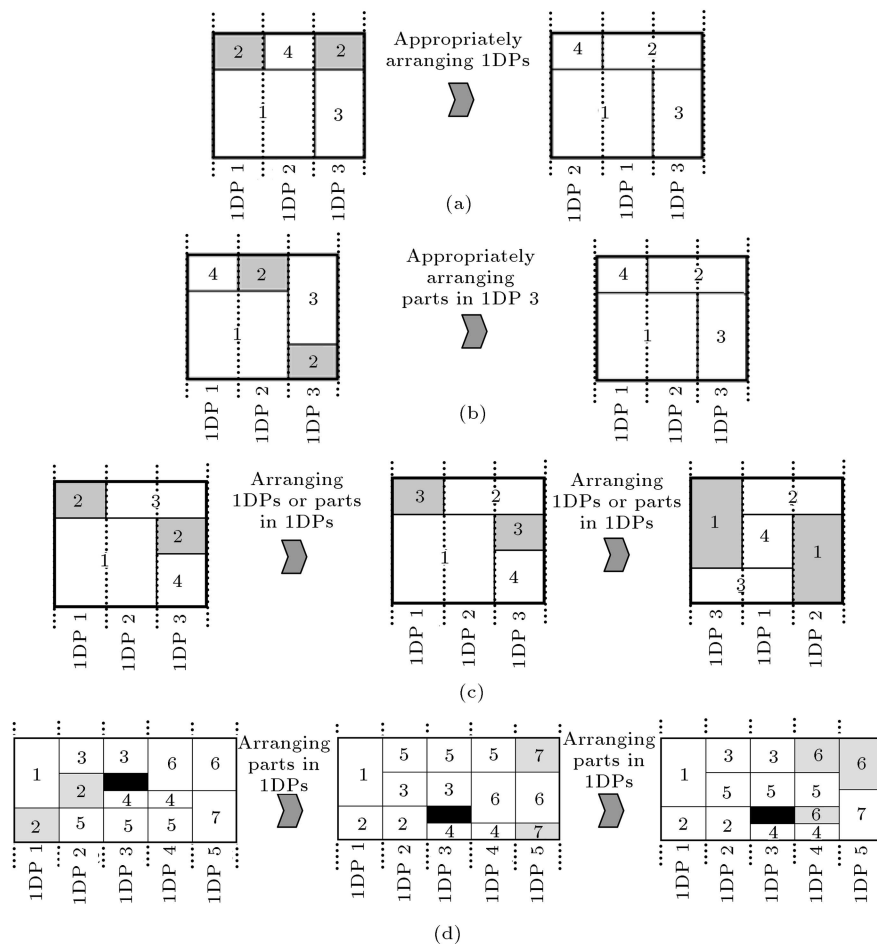 2 4 2
1 3
1DP 1 1DP 2 1DP 3
Appropriately
arranging 1DPs
4 2
1 3
1DP 2 1DP 1 1DP 3
(a)
4 2
3
1
2
1DP 1 1DP 2 1DP 3
Appropriately
arranging
parts in 1DP 3
4 2
1 3
1DP 1 1DP 2 1DP 3
(b)
2 3
2
1
4
1DP 1 1DP 2 1DP 3
Arranging
1DPs or parts
in 1DPs
3 2
3
1
4
1DP 1 1DP 2 1DP 3
Arranging
1DPs or parts
in 1DPs
2
1 4 1
3
1DP 3 1DP 1 1DP 2
(c)
3 3 6 6
1
2
4 4
2 5 5 5 7
1DP 1 1DP 2 1DP 3 1DP 4 1DP 5
Arranging
parts in
1DPs
5 5 5 7
1
3 3 6 6
2 2 4 4 7
1DP 1 1DP 2 1DP 3 1DP 4 1DP 5
Arranging
parts in
1DPs
3 3 6 6
1
5 5 5
6
2 2 4 4 7
1DP 1 1DP 2 1DP 3 1DP 4 1DP 5
(d)